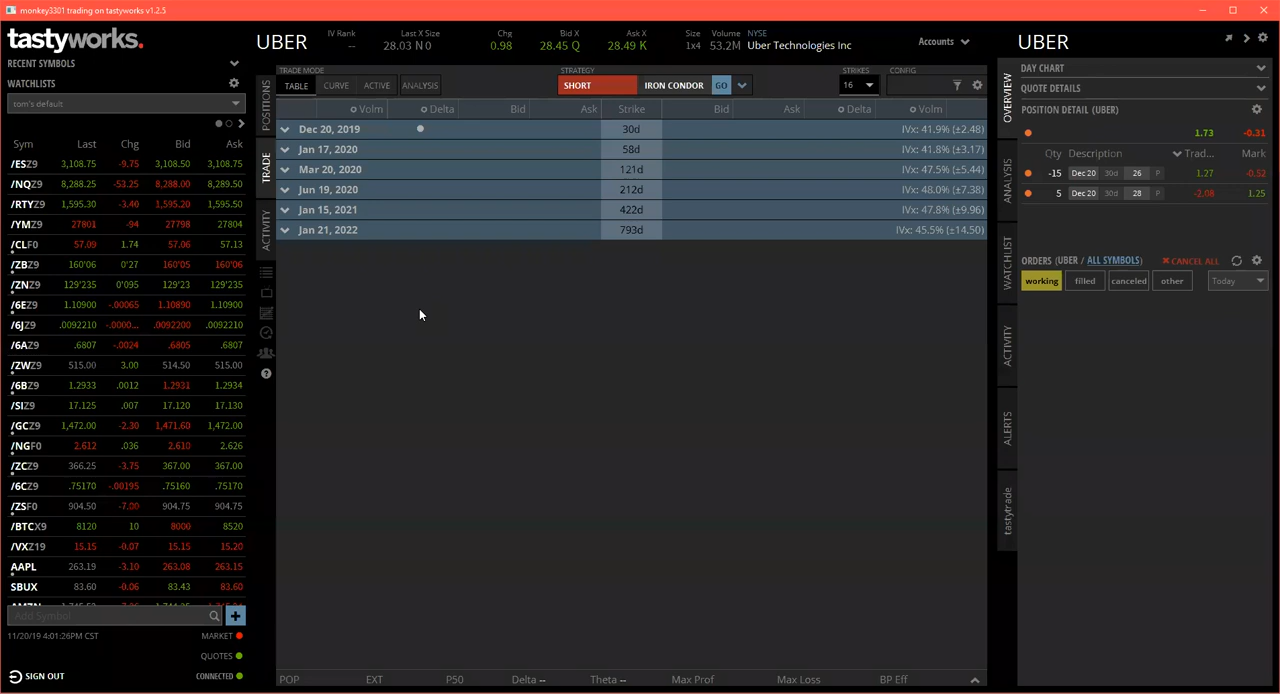 monkey3301 trading on tastyworks v1.2.5
tastyworks.
RECENT SYMBOLS
WATCHLISTS
tom's default
Sym Last Chg Bid Ask
/ESZ9 3,108.75 -9.75 3,108.50 3,108.75
/NQZ9 8,288.25 -53.25 8,288.00 8,289.50
/RTYZ9 1,595.30 -3.40 1,595.20 1,595.50
/YMZ9 27801 -94 27798 27804
/CLF0 57.09 1.74 57.06 57.13
/ZBZ9 160'06 0'27 160'05 160'06
/ZNZ9 129'235 0'095 129'23 129'235
/6EZ9 1.10900 -.00065 1.10890 1.10900
/6JZ9 .0092210 -.0000... .0092200 .0092210
/6AZ9 .6807 -.0024 .6805 .6807
/ZWZ9 515.00 3.00 514.50 515.00
/6BZ9 1.2933 .0012 1.2931 1.2934
/SIZ9 17.125 .007 17.120 17.130
/GCZ9 1,472.00 -2.30 1,471.60 1,472.00
/NGF0 2.612 .036 2.610 2.626
/ZCZ9 366.25 -3.75 367.00 367.00
/6CZ9 .75170 -.00195 .75160 .75170
/ZSF0 904.50 -7.00 904.75 904.75
/BTCX9 8120 10 8000 8520
/VXZ19 15.15 -0.07 15.15 15.20
AAPL 263.19 -3.10 263.08 263.15
SBUX 83.60 -0.06 83.43 83.60
Add Symbol
11/20/19 4:01:26PM CST MARKET
QUOTES
SIGN OUT CONNECTED
POSITIONS
TRADE
ACTIVITY
UBER
IV Rank Last X Size Chg Bid X Ask X Size Volume NYSE
-- 28.03 N 0 0.98 28.45 Q 28.49 K 1x4 53.2M Uber Technologies Inc
Accounts
TRADE MODE STRATEGY STRIKES CONFIG
TABLE CURVE ACTIVE ANALYSIS SHORT IRON CONDOR GO 16
Volm Delta Bid Ask Strike Bid Ask Delta Volm
Dec 20, 2019 30d IVx: 41.9% (±2.48)
Jan 17, 2020 58d IVx: 41.8% (±3.17)
Mar 20, 2020 121d IVx: 47.5% (±5.44)
Jun 19, 2020 212d IVx: 48.0% (±7.38)
Jan 15, 2021 422d IVx: 47.8% (±9.96)
Jan 21, 2022 793d IVx: 45.5% (±14.50)
POP EXT P50 Delta -- Theta -- Max Prof Max Loss BP Eff
OVERVIEW
ANALYSIS
WATCHLIST
ACTIVITY
ALERTS
tastytrade
UBER
DAY CHART
QUOTE DETAILS
POSITION DETAIL (UBER)
1.73 -0.31
Qty Description Trad... Mark
-15 Dec 20 30d 26 P 1.27 -0.52
5 Dec 20 30d 28 P -2.08 1.25
ORDERS (UBER / ALL SYMBOLS) CANCEL ALL
working filled canceled other Today